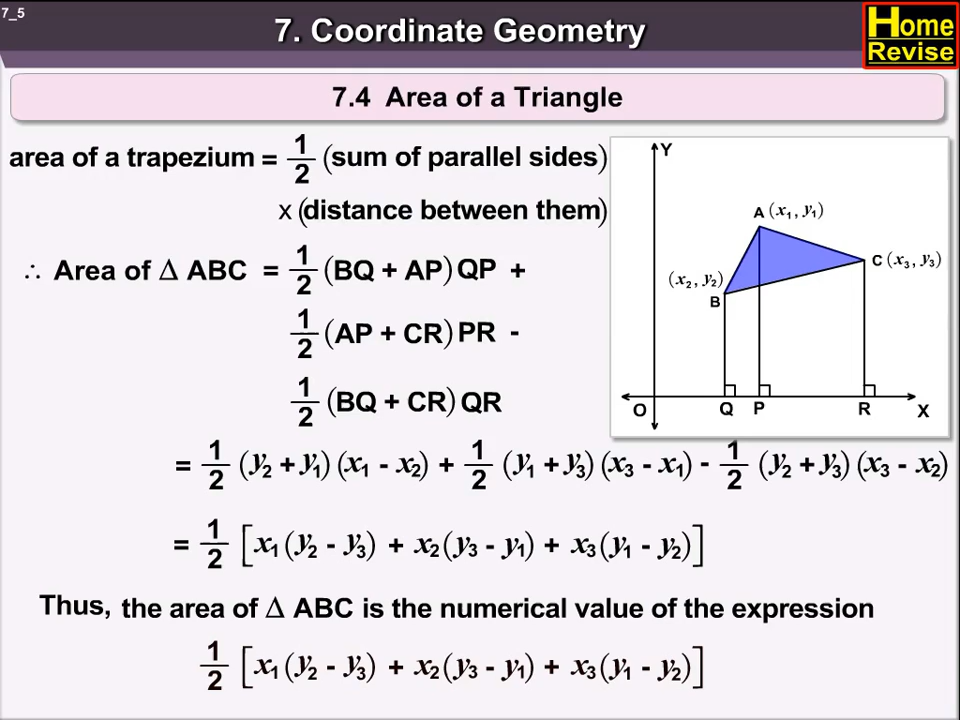 7_5
7. Coordinate Geometry
Home
Revise
7.4 Area of a Triangle
area of a trapezium = 1/2 (sum of parallel sides)
x (distance between them)
∴ Area of Δ ABC = 1/2 (BQ + AP) QP +
1/2 (AP + CR) PR -
1/2 (BQ + CR) QR
Y
A (x₁, y₁)
C (x₃, y₃)
(x₂, y₂)
B
O Q P R X
= 1/2 (y₂ + y₁) (x₁ - x₂) + 1/2 (y₁ + y₃) (x₃ - x₁) - 1/2 (y₂ + y₃) (x₃ - x₂)
= 1/2 [x₁(y₂ - y₃) + x₂(y₃ - y₁) + x₃(y₁ - y₂)]
Thus, the area of Δ ABC is the numerical value of the expression
1/2 [x₁(y₂ - y₃) + x₂(y₃ - y₁) + x₃(y₁ - y₂)]